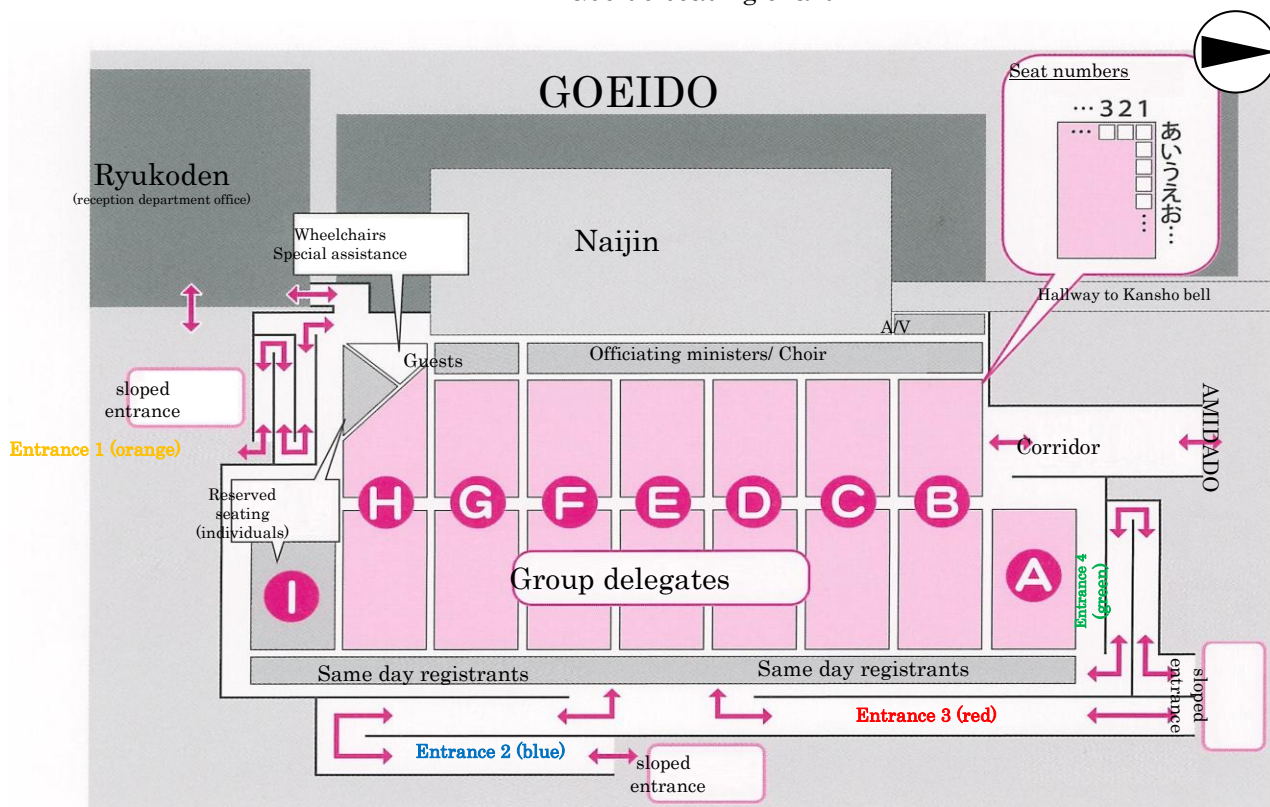 GOEIDO
Seat numbers
…321
…
あいうえお…
⋮
Ryukoden
(reception department office)
Wheelchairs
Special assistance
Naijin
Hallway to Kansho bell
A/V
Guests
Officiating ministers/ Choir
sloped
entrance
Entrance 1 (orange)
AMIDADO
Corridor
Reserved
seating
(individuals)
H
G
F
E
D
C
B
A
I
Group delegates
Entrance 4
(green)
Same day registrants
Same day registrants
sloped
entrance
Entrance 3 (red)
Entrance 2 (blue)
sloped
entrance